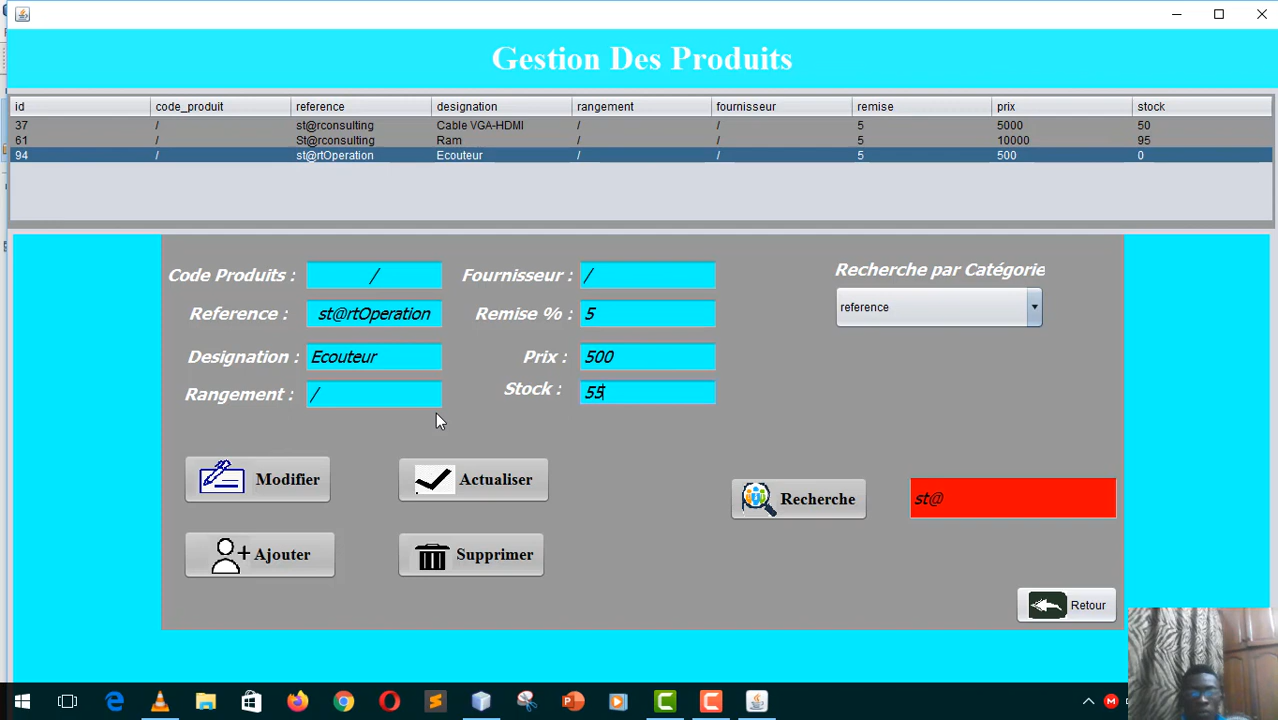 Gestion Des Produits
id code_produit reference designation rangement fournisseur remise prix stock
37 / st@rconsulting Cable VGA-HDMI / / 5 5000 50
61 / St@rconsulting Ram / / 5 10000 95
94 / st@rtOperation Ecouteur / / 5 500 0
Code Produits : / Fournisseur : / Recherche par Catégorie
Reference : st@rtOperation Remise % : 5 reference
Designation : Ecouteur Prix : 500
Rangement : / Stock : 55
Modifier Actualiser Recherche st@
Ajouter Supprimer
Retour